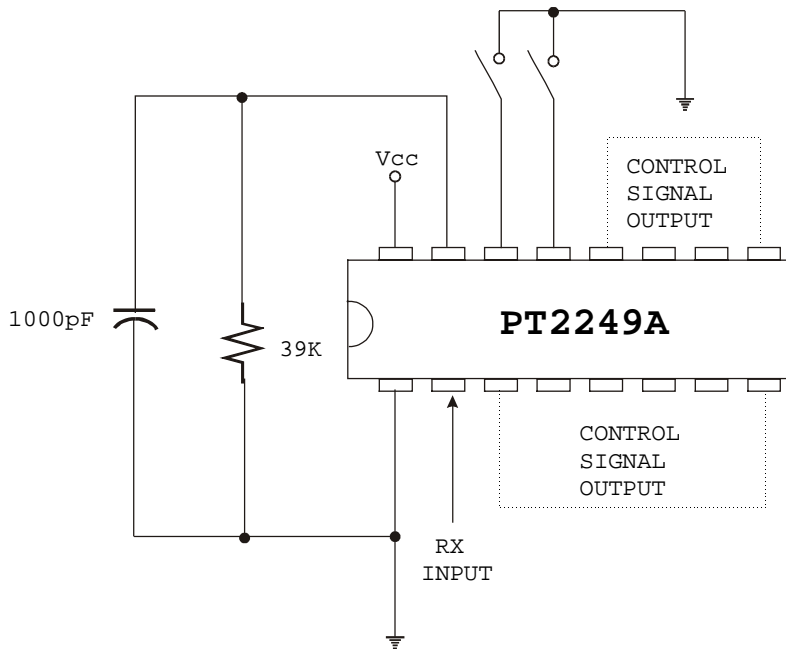 Vcc
CONTROL
SIGNAL
OUTPUT
1000pF
39K
PT2249A
CONTROL
SIGNAL
OUTPUT
RX
INPUT